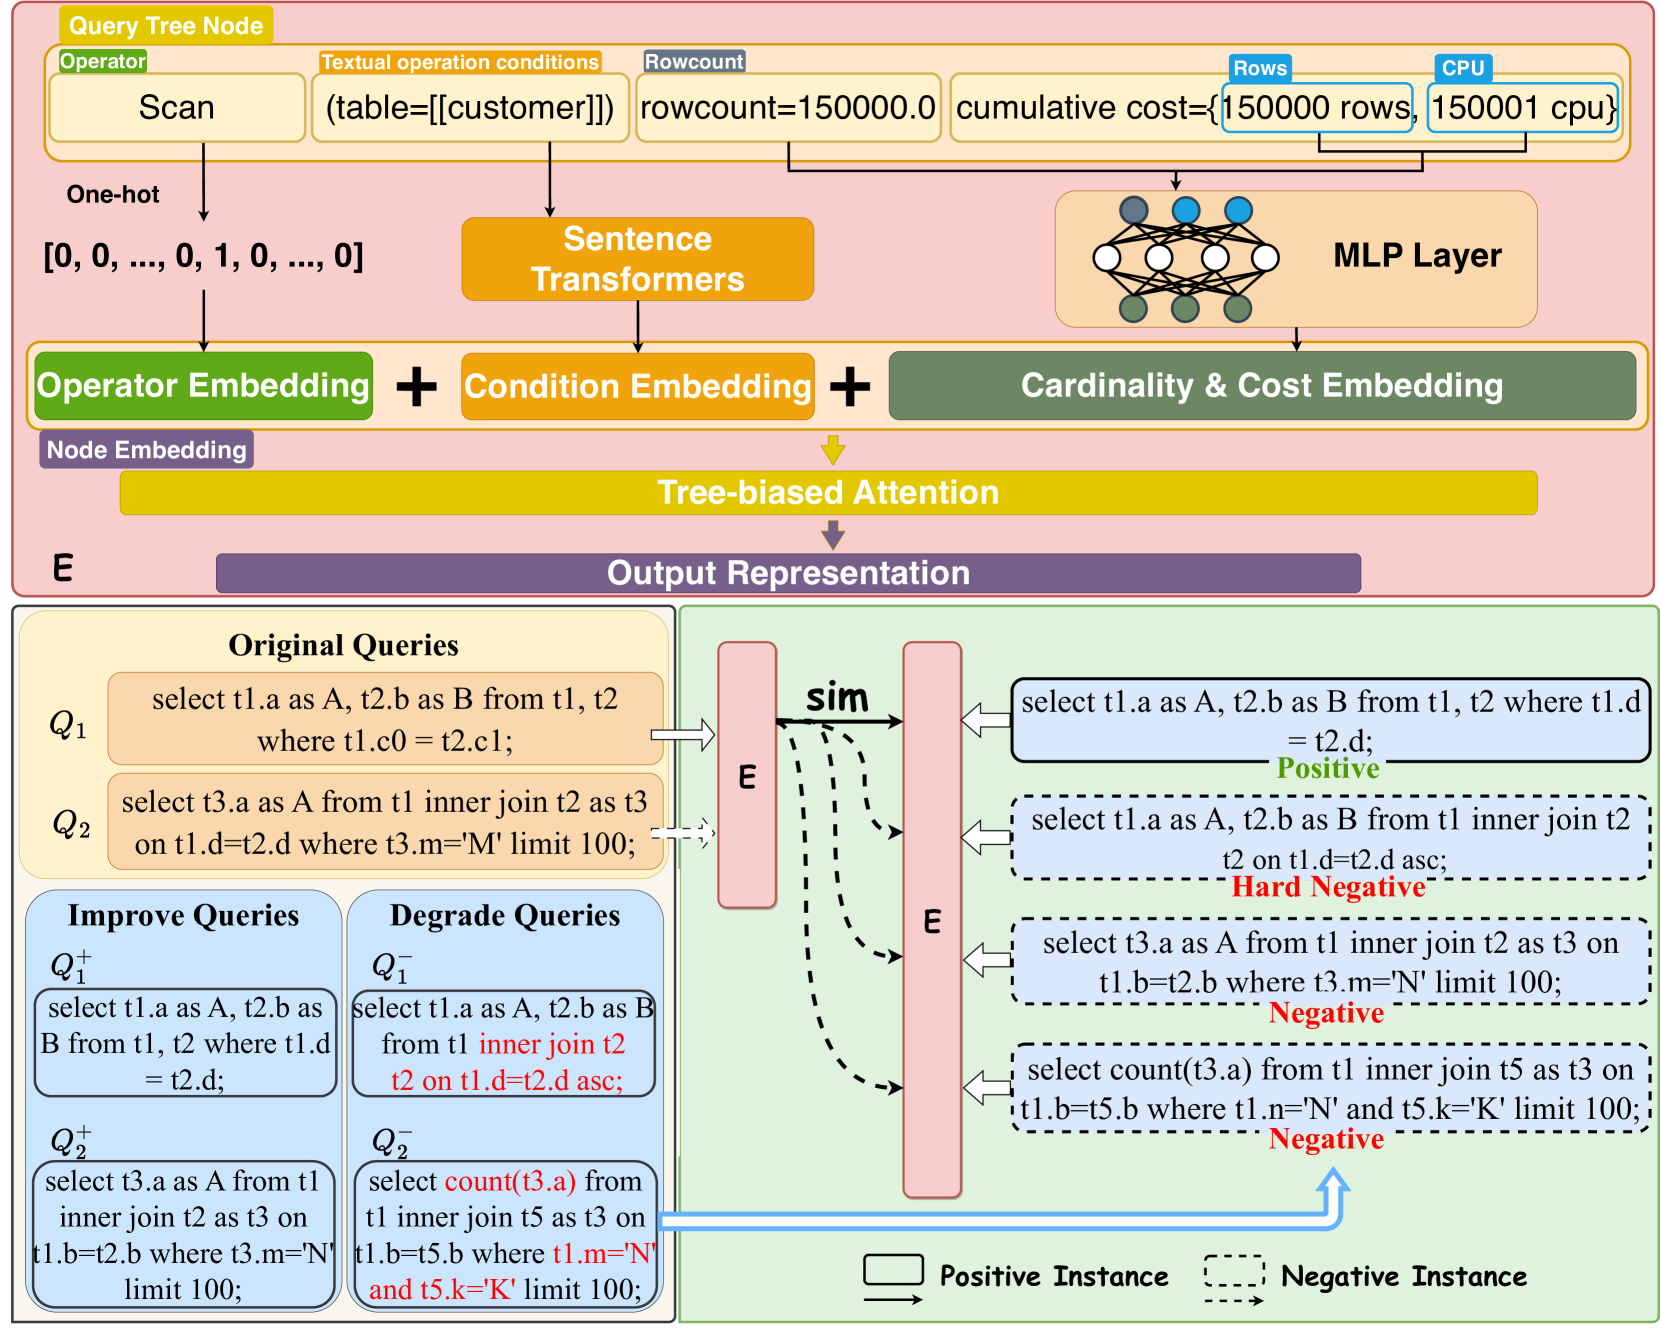 Query Tree Node
Operator
Textual operation conditions
Rowcount
Rows
CPU
Scan
(table=[[customer]])
rowcount=150000.0
cumulative cost={150000 rows, 150001 cpu}
One-hot
[0, 0, ..., 0, 1, 0, ..., 0]
Sentence
Transformers
MLP Layer
Operator Embedding
+
Condition Embedding
+
Cardinality & Cost Embedding
Node Embedding
Tree-biased Attention
E
Output Representation
Original Queries
Q1
select t1.a as A, t2.b as B from t1, t2
where t1.c0 = t2.c1;
Q2
select t3.a as A from t1 inner join t2 as t3
on t1.d=t2.d where t3.m='M' limit 100;
Improve Queries
Q1+
select t1.a as A, t2.b as
B from t1, t2 where t1.d
= t2.d;
Q2+
select t3.a as A from t1
inner join t2 as t3 on
t1.b=t2.b where t3.m='N'
limit 100;
Degrade Queries
Q1−
select t1.a as A, t2.b as B
from t1 inner join t2
t2 on t1.d=t2.d asc;
Q2−
select count(t3.a) from
t1 inner join t5 as t3 on
t1.b=t5.b where t1.m='N'
and t5.k='K' limit 100;
E
sim
E
select t1.a as A, t2.b as B from t1, t2 where t1.d
= t2.d;
Positive
select t1.a as A, t2.b as B from t1 inner join t2
t2 on t1.d=t2.d asc;
Hard Negative
select t3.a as A from t1 inner join t2 as t3 on
t1.b=t2.b where t3.m='N' limit 100;
Negative
select count(t3.a) from t1 inner join t5 as t3 on
t1.b=t5.b where t1.n='N' and t5.k='K' limit 100;
Negative
Positive Instance
Negative Instance